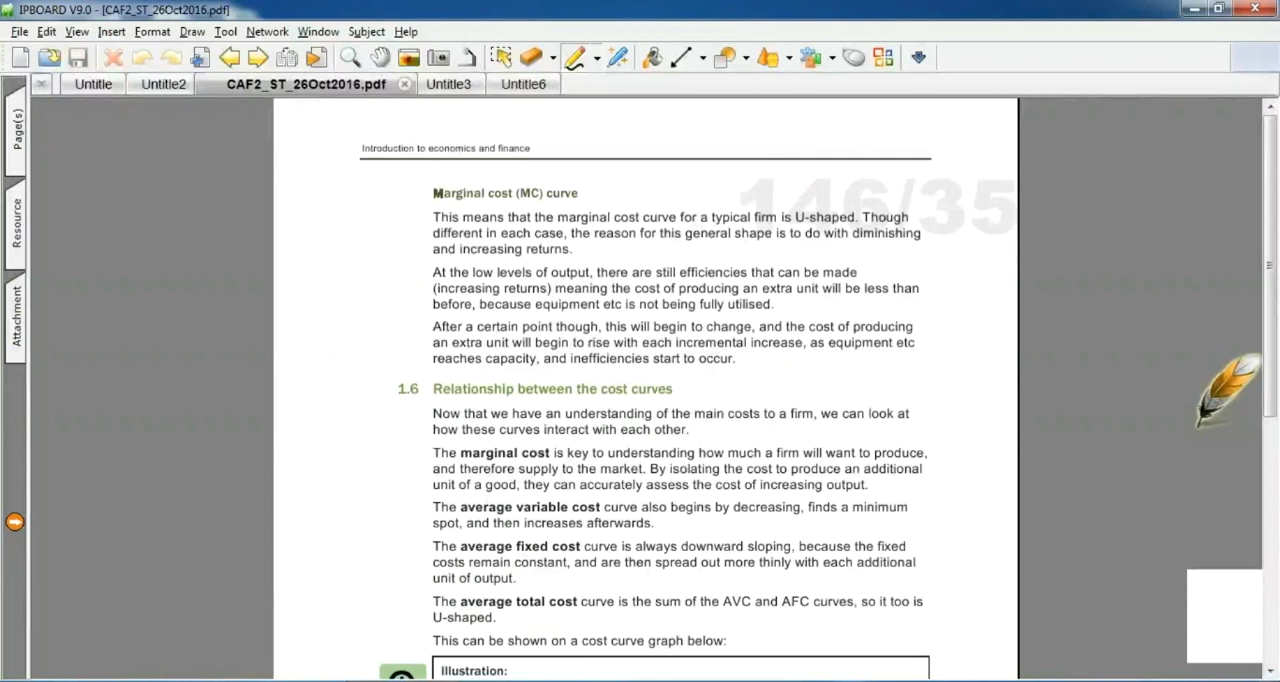 IPBOARD V9.0 - [CAF2_ST_26Oct2016.pdf]
File Edit View Insert Format Draw Tool Network Window Subject Help
Untitle Untitle2 CAF2_ST_26Oct2016.pdf Untitle3 Untitle6
Page(s)
Resource
Attachment
146/35
Introduction to economics and finance
Marginal cost (MC) curve
This means that the marginal cost curve for a typical firm is U-shaped. Though
different in each case, the reason for this general shape is to do with diminishing
and increasing returns.
At the low levels of output, there are still efficiencies that can be made
(increasing returns) meaning the cost of producing an extra unit will be less than
before, because equipment etc is not being fully utilised.
After a certain point though, this will begin to change, and the cost of producing
an extra unit will begin to rise with each incremental increase, as equipment etc
reaches capacity, and inefficiencies start to occur.
1.6 Relationship between the cost curves
Now that we have an understanding of the main costs to a firm, we can look at
how these curves interact with each other.
The marginal cost is key to understanding how much a firm will want to produce,
and therefore supply to the market. By isolating the cost to produce an additional
unit of a good, they can accurately assess the cost of increasing output.
The average variable cost curve also begins by decreasing, finds a minimum
spot, and then increases afterwards.
The average fixed cost curve is always downward sloping, because the fixed
costs remain constant, and are then spread out more thinly with each additional
unit of output.
The average total cost curve is the sum of the AVC and AFC curves, so it too is
U-shaped.
This can be shown on a cost curve graph below:
Illustration: